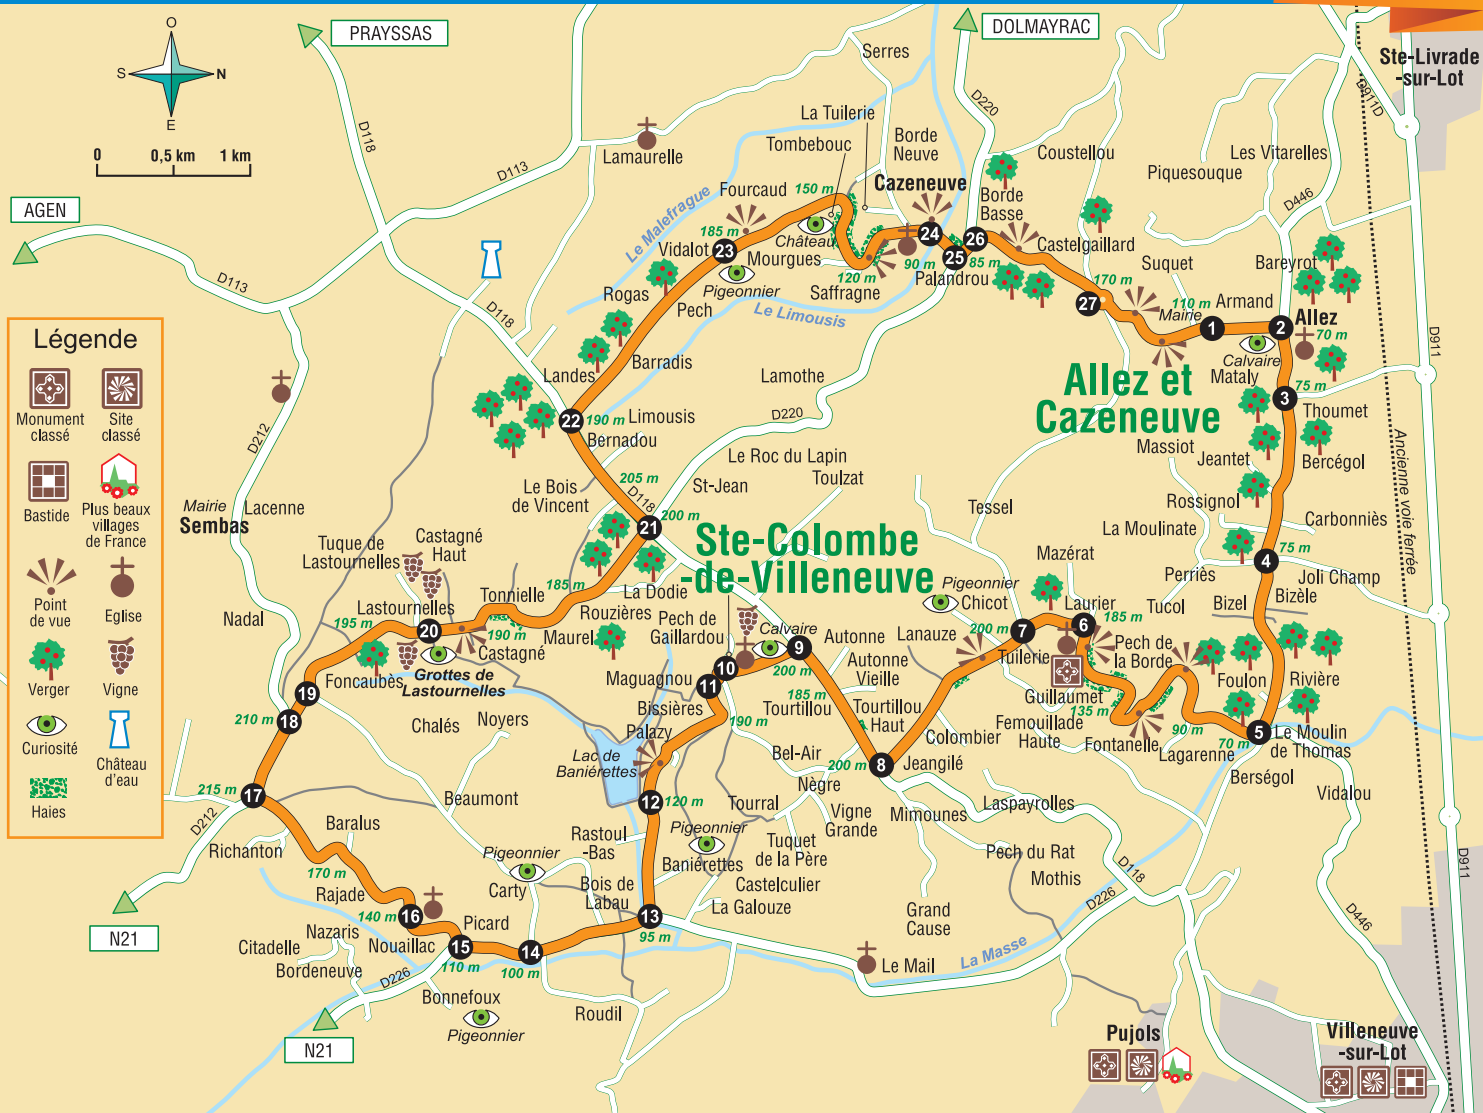 O
S
N
E
0
0,5 km
1 km
PRAYSSAS
DOLMAYRAC
AGEN
N21
N21
Ste-Livrade
-sur-Lot
D911D
D118
D113
D113
D118
D212
D212
D220
D220
D446
D911
D911
D118
D226
D226
D446
D118
Ancienne voie ferrée
Légende
Monument
classé
Site
classé
Bastide
Plus beaux
villages
de France
Point
de vue
Eglise
Verger
Vigne
Curiosité
Château
d'eau
Haies
Serres
La Tuilerie
Tombebouc
Borde
Neuve
Lamaurelle
Fourcaud
150 m
Cazeneuve
Coustellou
Piquesouque
Les Vitarelles
Borde
Basse
Le Malefrague
185 m
Vidalot
23
Château
Mourgues
Pigeonnier
120 m
Saffragne
24
90 m
25
26
85 m
Palandrou
Castelgaillard
170 m
27
Suquet
Bareyrot
110 m
Armand
Mairie
1
2
Allez
70 m
Calvaire
Mataly
Rogas
Pech
Le Limousis
Barradis
Landes
Lamothe
Allez et
Cazeneuve
75 m
3
Thoumet
Bercégol
Massiot
Jeantet
22
190 m
Limousis
Bernadou
Le Roc du Lapin
Toulzat
205 m
St-Jean
Le Bois
de Vincent
200 m
21
Ste-Colombe
-de-Villeneuve
Tessel
Rossignol
La Moulinate
Carbonniès
Mazérat
75 m
4
Perriès
Joli Champ
Bizèle
Bizel
Mairie
Sembas
Lacenne
Tuque de
Lastournelles
Castagné
Haut
Tonnielle
185 m
La Dodie
Rouzières
Pech de
Gaillardou
Pigeonnier
Chicot
Laurier
185 m
Tucol
Nadal
Lastournelles
195 m
20
190 m
Castagné
Maurel
Calvaire
Autonne
Lanauze
200 m
7
6
Pech de
la Borde
Tuilerie
Grottes de
Lastournelles
Foncaubès
19
18
210 m
Chalés
Noyers
Maguagnou
10
11
9
200 m
Autonne
Vieille
185 m
Tourtillou
Tourtillou
Haut
Bissières
190 m
Palazy
Guillaumet
135 m
Femouillade
Haute
Fontanelle
Foulon
Rivière
90 m
Lagarenne
70 m
5
Le Moulin
de Thomas
Berségol
Vidalou
Colombier
200 m
8
Jeangilé
Bel-Air
Nègre
Lac de
Baniérettes
12
120 m
215 m
17
Beaumont
Tourral
Vigne
Grande
Mimounes
Laspayrolles
Baralus
Richanton
170 m
Rajade
Rastoul
-Bas
Pigeonnier
Baniérettes
Tuquet
de la Père
Pech du Rat
Mothis
Pigeonnier
Carty
Bois de
Labau
Castelculier
La Galouze
Grand
Cause
140 m
16
Picard
Nazaris
Citadelle
Bordeneuve
Nouaillac
15
110 m
14
100 m
13
95 m
Le Mail
La Masse
Bonnefoux
Pigeonnier
Roudil
Pujols
Villeneuve
-sur-Lot